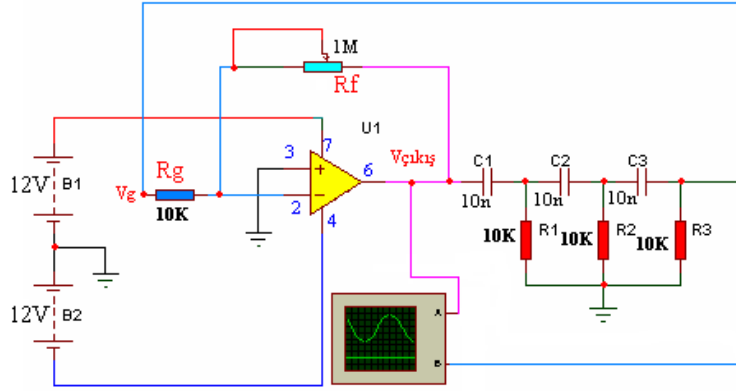 1M
Rf
U1
7
Vçıkış
C1
C2
C3
Rg
3
6
12V
B1
Vg
10K
2
4
10n
10n
10n
10K
R1
10K
R2
10K
R3
12V
B2
A
B